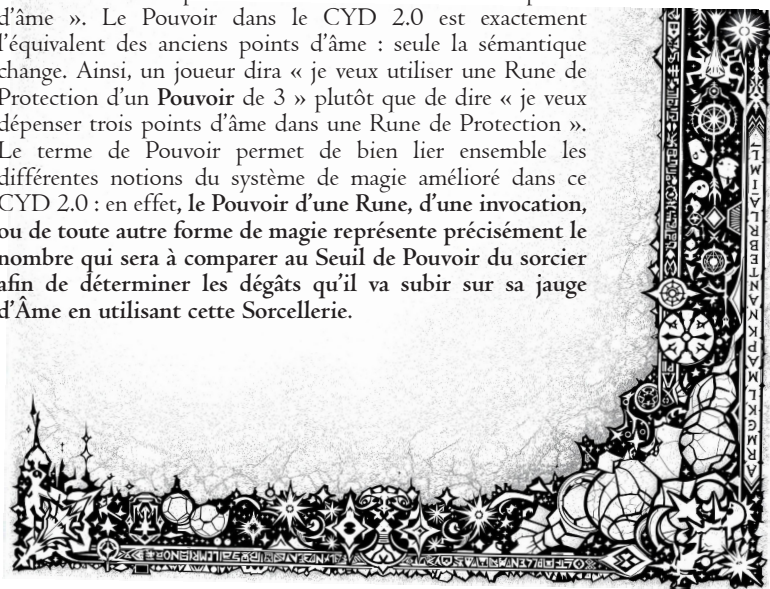 d’âme ». Le Pouvoir dans le CYD 2.0 est exactement
l’équivalent des anciens points d’âme : seule la sémantique
change. Ainsi, un joueur dira « je veux utiliser une Rune de
Protection d’un Pouvoir de 3 » plutôt que de dire « je veux
dépenser trois points d’âme dans une Rune de Protection ».
Le terme de Pouvoir permet de bien lier ensemble les
différentes notions du système de magie amélioré dans ce
CYD 2.0 : en effet, le Pouvoir d’une Rune, d’une invocation,
ou de toute autre forme de magie représente précisément le
nombre qui sera à comparer au Seuil de Pouvoir du sorcier
afin de déterminer les dégâts qu’il va subir sur sa jauge
d’Âme en utilisant cette Sorcellerie.